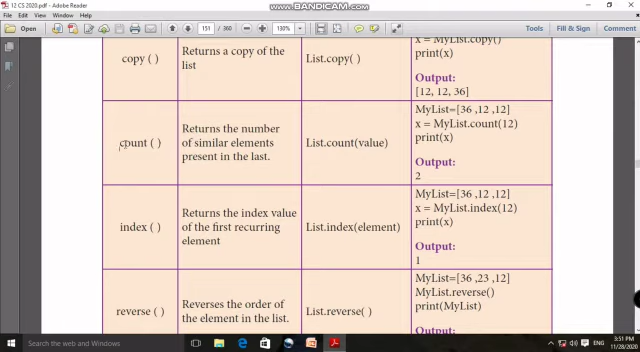 www.BANDICAM.com
12 CS 2020.pdf - Adobe Reader
File Edit View Window Help
Open 151 / 360 130% Tools Fill & Sign Comment
copy ( )
Returns a copy of the
list
List.copy( )
x = MyList.copy()
print(x)
Output:
[12, 12, 36]
count ( )
Returns the number
of similar elements
present in the last.
List.count(value)
MyList=[36 ,12 ,12]
x = MyList.count(12)
print(x)
Output:
2
index ( )
Returns the index value
of the first recurring
element
List.index(element)
MyList=[36 ,12 ,12]
x = MyList.index(12)
print(x)
Output:
1
reverse ( )
Reverses the order of
the element in the list.
List.reverse( )
MyList=[36 ,23 ,12]
MyList.reverse()
print(MyList)
Output:
Search the web and Windows
ENG
3:51 PM
11/28/2020